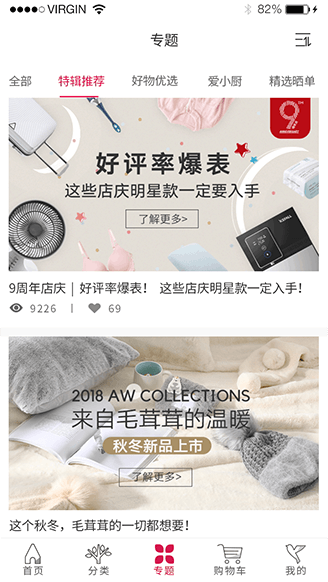 VIRGIN
83%
专题
全部
特辑推荐
好物优选
爱小厨
精选晒单
9
ANNIVERSARY
好评率爆表
这些店庆明星款一定要入手
了解更多>
9周年店庆 | 好评率爆表! 这些店庆明星款一定要入手!
9226 | 69
2018 AW COLLECTIONS
来自毛茸茸的温暖
秋冬新品上市
了解更多>
这个秋冬，毛茸茸的一切都想要!
首页
分类
专题
购物车
我的